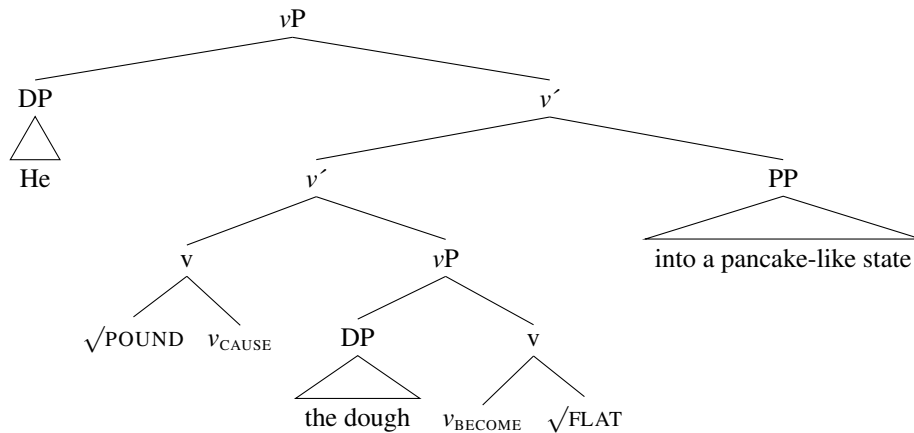 vP
DP
v´
He
v´
PP
v
vP
into a pancake-like state
√POUND
vCAUSE
DP
v
the dough
vBECOME
√FLAT